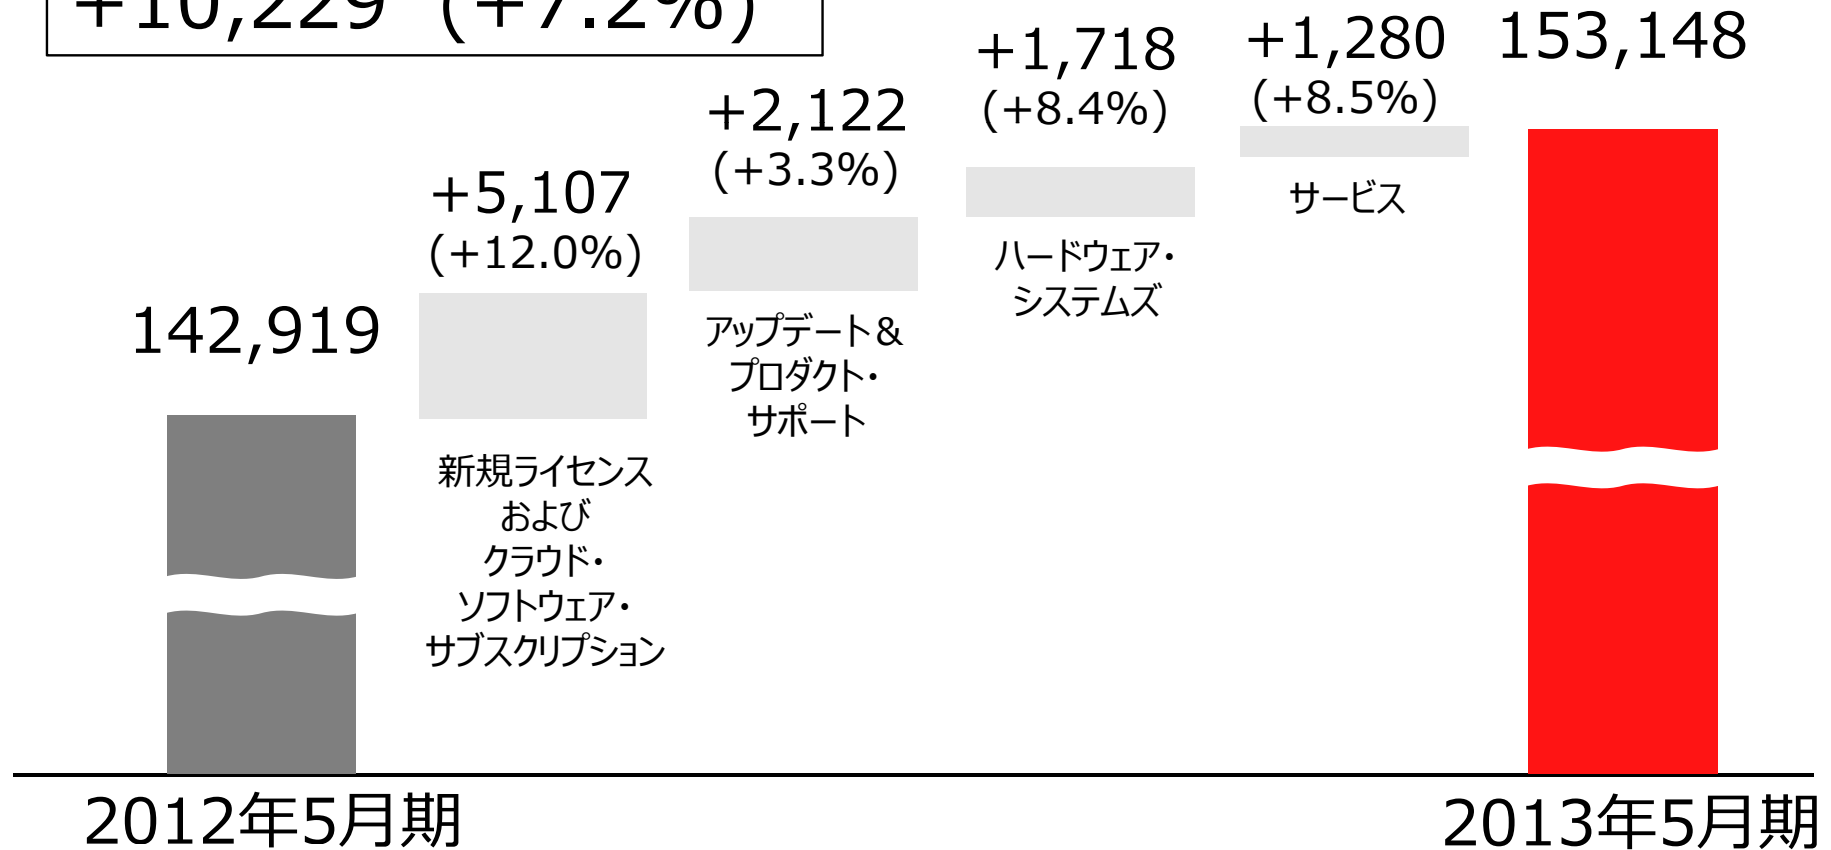 +10,229 (+7.2%)
142,919
+5,107
(+12.0%)
新規ライセンス
および
クラウド・
ソフトウェア・
サブスクリプション
+2,122
(+3.3%)
アップデート＆
プロダクト・
サポート
+1,718
(+8.4%)
ハードウェア・
システムズ
+1,280
(+8.5%)
サービス
153,148
2012年5月期
2013年5月期